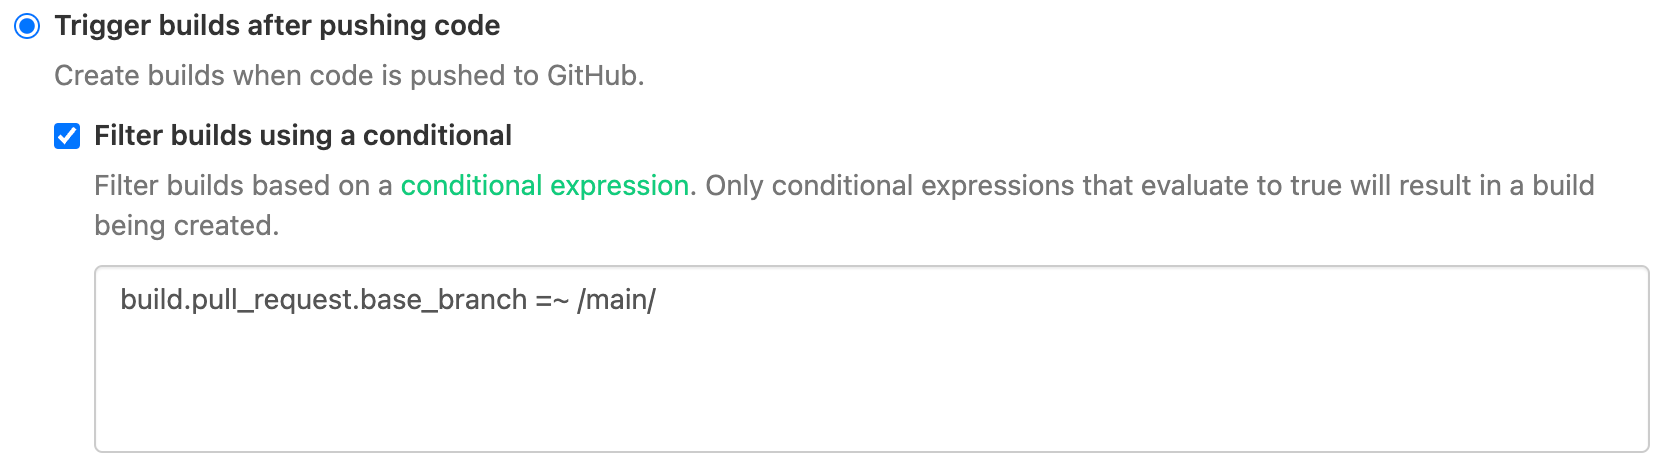 Trigger builds after pushing code
Create builds when code is pushed to GitHub.
Filter builds using a conditional
Filter builds based on a conditional expression. Only conditional expressions that evaluate to true will result in a build
being created.
build.pull_request.base_branch =~ /main/